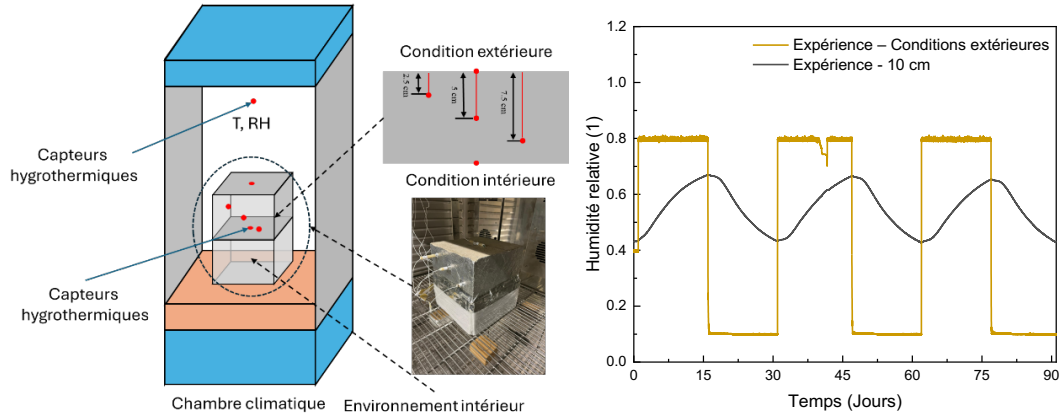 Condition extérieure
2.5 cm
5 cm
7.5 cm
Condition intérieure
T, RH
Capteurs
hygrothermiques
Capteurs
hygrothermiques
Chambre climatique
Environnement intérieur
Expérience – Conditions extérieures
Expérience - 10 cm
Humidité relative (1)
1.2
1.0
0.8
0.6
0.4
0.2
0.0
0
15
30
45
60
75
90
Temps (Jours)